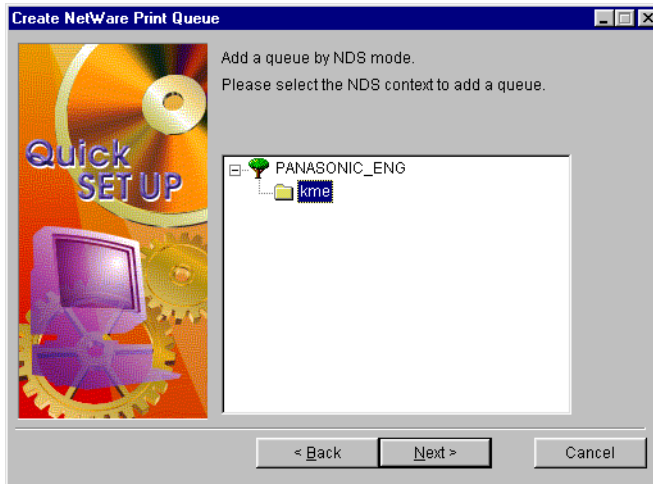 Create NetWare Print Queue
Add a queue by NDS mode.
Please select the NDS context to add a queue.
Quick
SET UP
PANASONIC_ENG
kme
< Back
Next >
Cancel